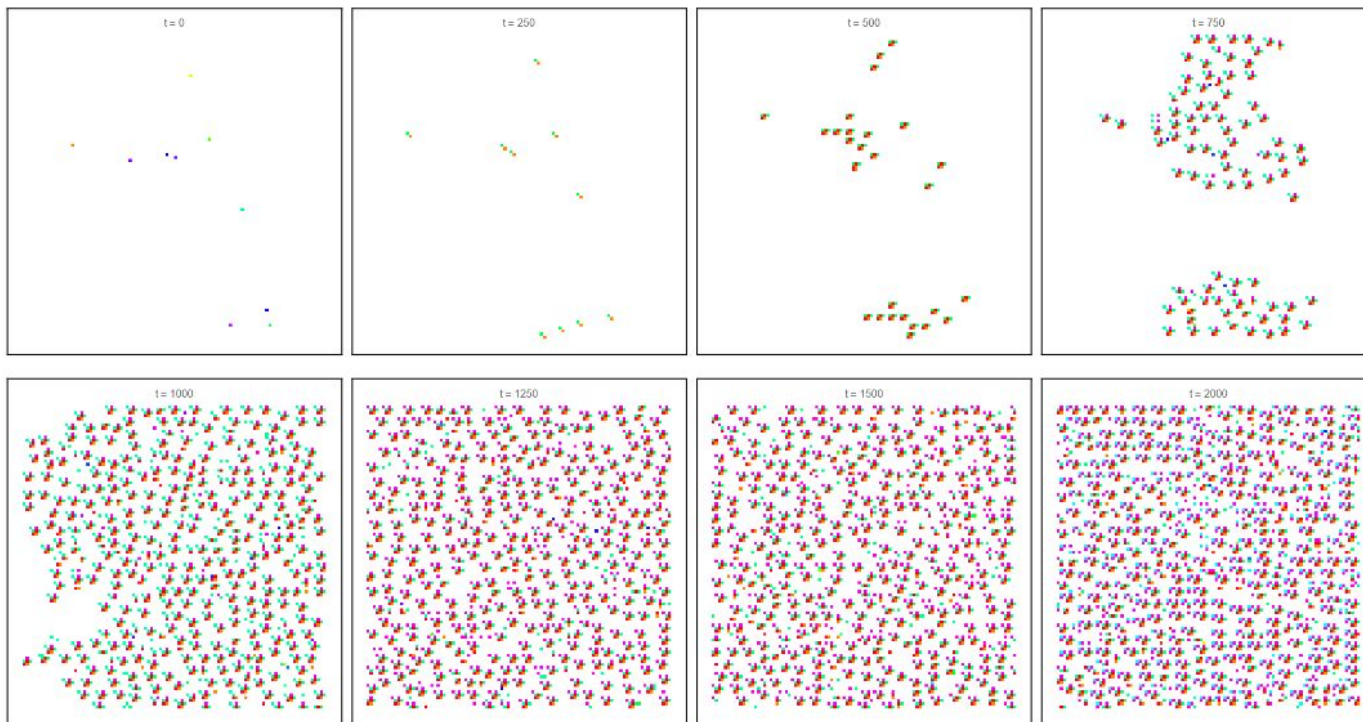 t = 0
t = 250
t = 500
t = 750
t = 1000
t = 1250
t = 1500
t = 2000